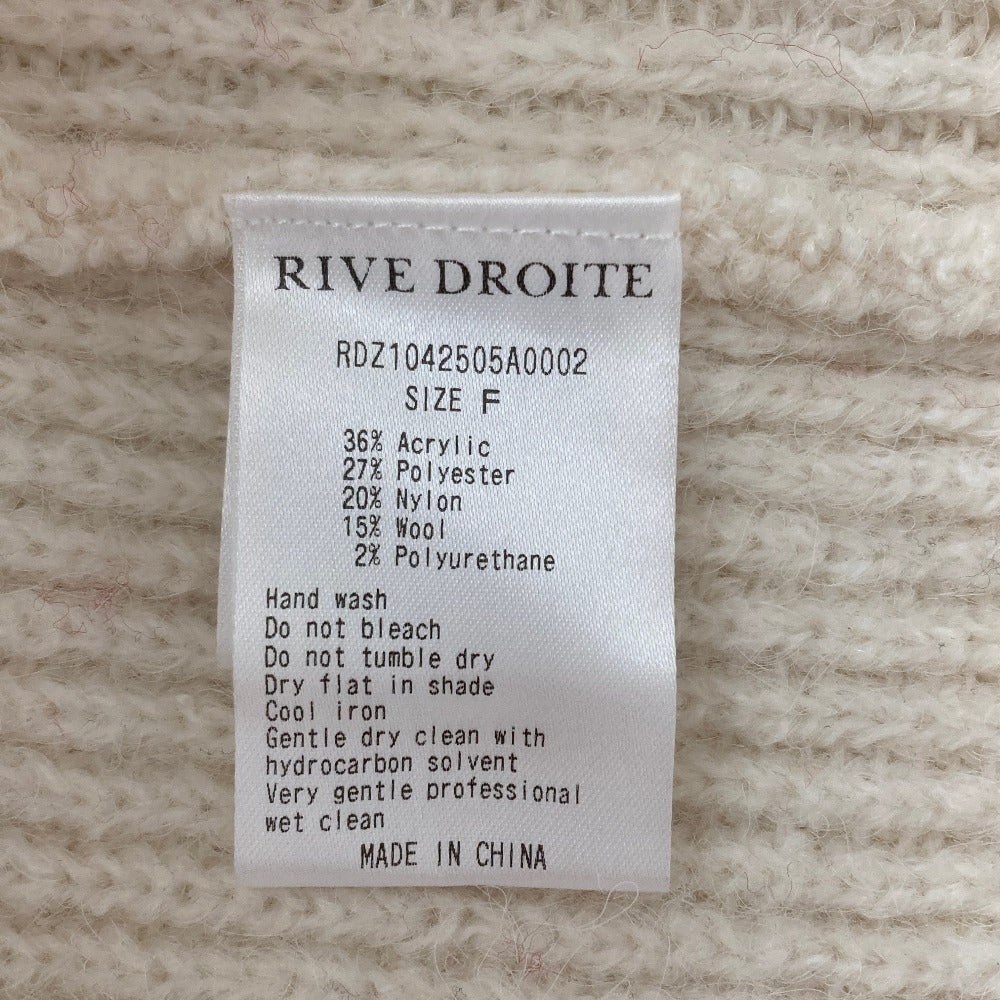 RIVE DROITE
RDZ1042505A0002
SIZE F
36% Acrylic
27% Polyester
20% Nylon
15% Wool
2% Polyurethane
Hand wash
Do not bleach
Do not tumble dry
Dry flat in shade
Cool iron
Gentle dry clean with
hydrocarbon solvent
Very gentle professional
wet clean
MADE IN CHINA